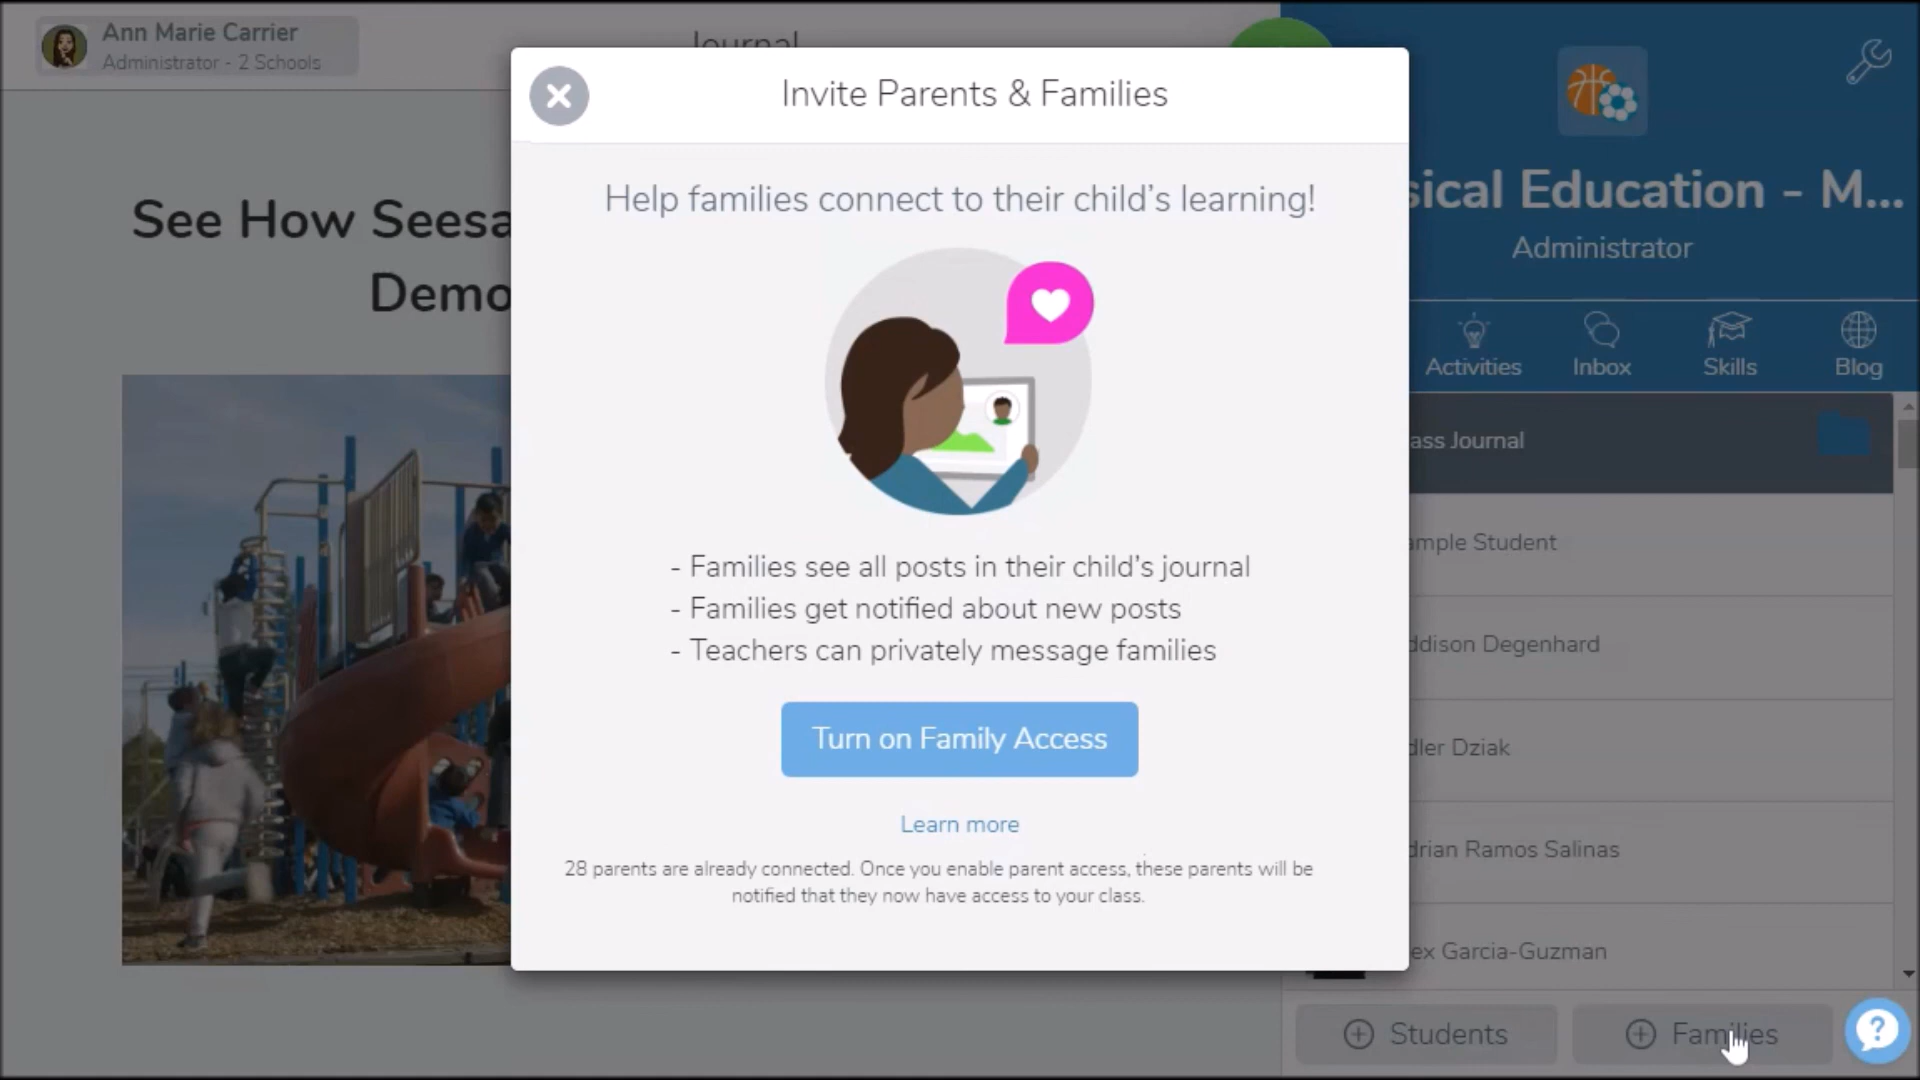 Ann Marie Carrier
Administrator - 2 Schools
Journal
Invite Parents & Families
Help families connect to their child's learning!
- Families see all posts in their child's journal
- Families get notified about new posts
- Teachers can privately message families
Turn on Family Access
Learn more
28 parents are already connected. Once you enable parent access, these parents will be
notified that they now have access to your class.
See How Seesa
Demo
sical Education - M...
Administrator
Activities
Inbox
Skills
Blog
ass Journal
ample Student
ddison Degenhard
dler Dziak
drian Ramos Salinas
ex Garcia-Guzman
Students
Families